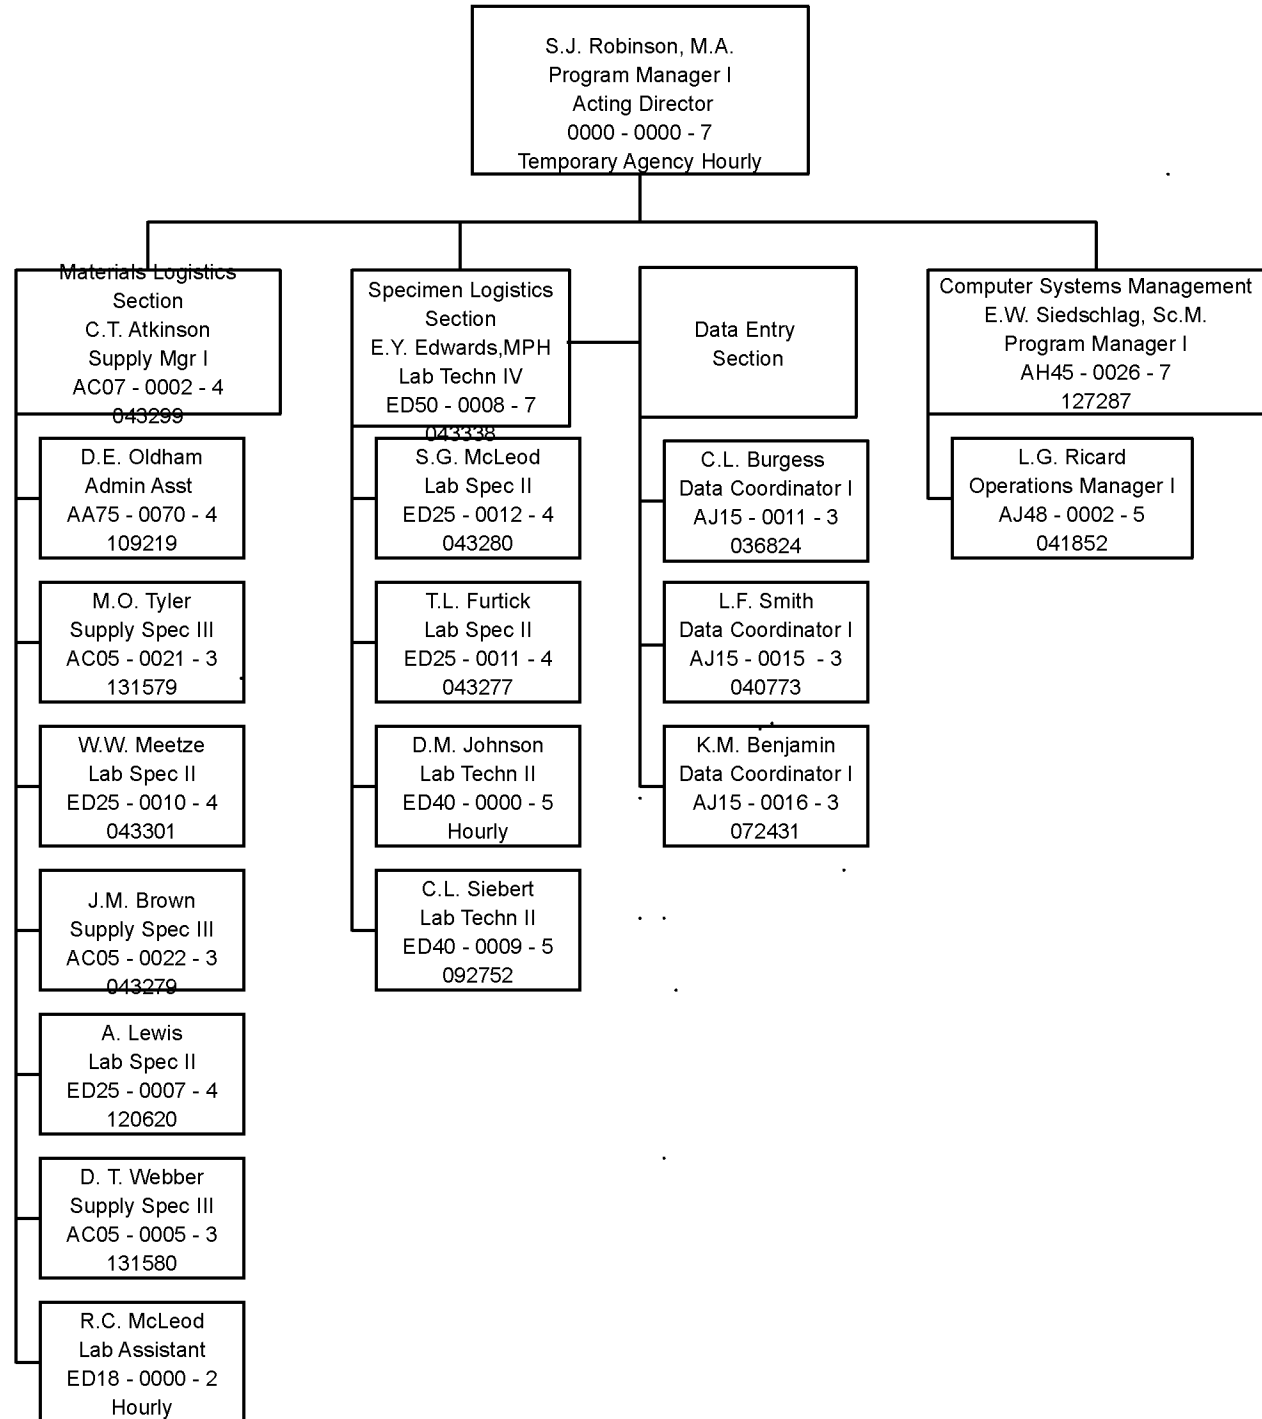 S.J. Robinson, M.A.
Program Manager I
Acting Director
0000 - 0000 - 7
Temporary Agency Hourly
Materials Logistics
Section
C.T. Atkinson
Supply Mgr I
AC07 - 0002 - 4
043299
D.E. Oldham
Admin Asst
AA75 - 0070 - 4
109219
M.O. Tyler
Supply Spec III
AC05 - 0021 - 3
131579
W.W. Meetze
Lab Spec II
ED25 - 0010 - 4
043301
J.M. Brown
Supply Spec III
AC05 - 0022 - 3
043279
A. Lewis
Lab Spec II
ED25 - 0007 - 4
120620
D. T. Webber
Supply Spec III
AC05 - 0005 - 3
131580
R.C. McLeod
Lab Assistant
ED18 - 0000 - 2
Hourly
Specimen Logistics
Section
E.Y. Edwards,MPH
Lab Techn IV
ED50 - 0008 - 7
043338
S.G. McLeod
Lab Spec II
ED25 - 0012 - 4
043280
T.L. Furtick
Lab Spec II
ED25 - 0011 - 4
043277
D.M. Johnson
Lab Techn II
ED40 - 0000 - 5
Hourly
C.L. Siebert
Lab Techn II
ED40 - 0009 - 5
092752
Data Entry
Section
C.L. Burgess
Data Coordinator I
AJ15 - 0011 - 3
036824
L.F. Smith
Data Coordinator I
AJ15 - 0015  - 3
040773
K.M. Benjamin
Data Coordinator I
AJ15 - 0016 - 3
072431
Computer Systems Management
E.W. Siedschlag, Sc.M.
Program Manager I
AH45 - 0026 - 7
127287
L.G. Ricard
Operations Manager I
AJ48 - 0002 - 5
041852